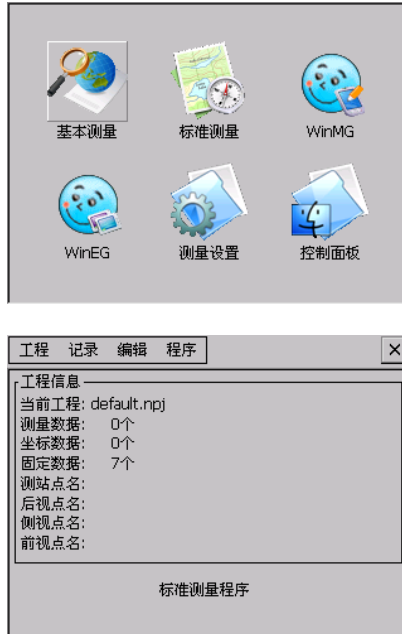 基本测量 标准测量 WinMG
WinEG 测量设置 控制面板
工程 记录 编辑 程序 ×
工程信息
当前工程: default.npj
测量数据: 0个
坐标数据: 0个
固定数据: 7个
测站点名:
后视点名:
侧视点名:
前视点名:
标准测量程序